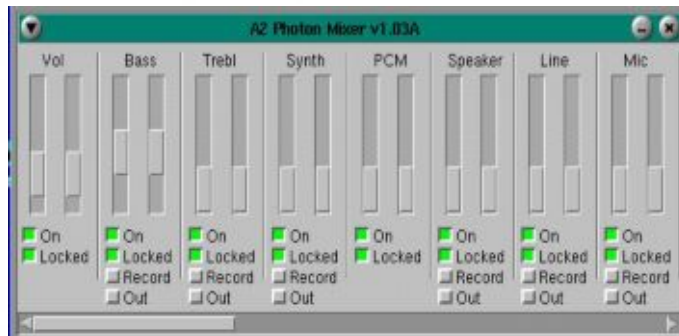 A2 Photon Mixer v1.03A
Vol Bass Trebl Synth PCM Speaker Line Mic
On On On On On On On On
Locked Locked Locked Locked Locked Locked Locked Locked
Record Record Record Record Record Record
Out Out Out Out Out Out